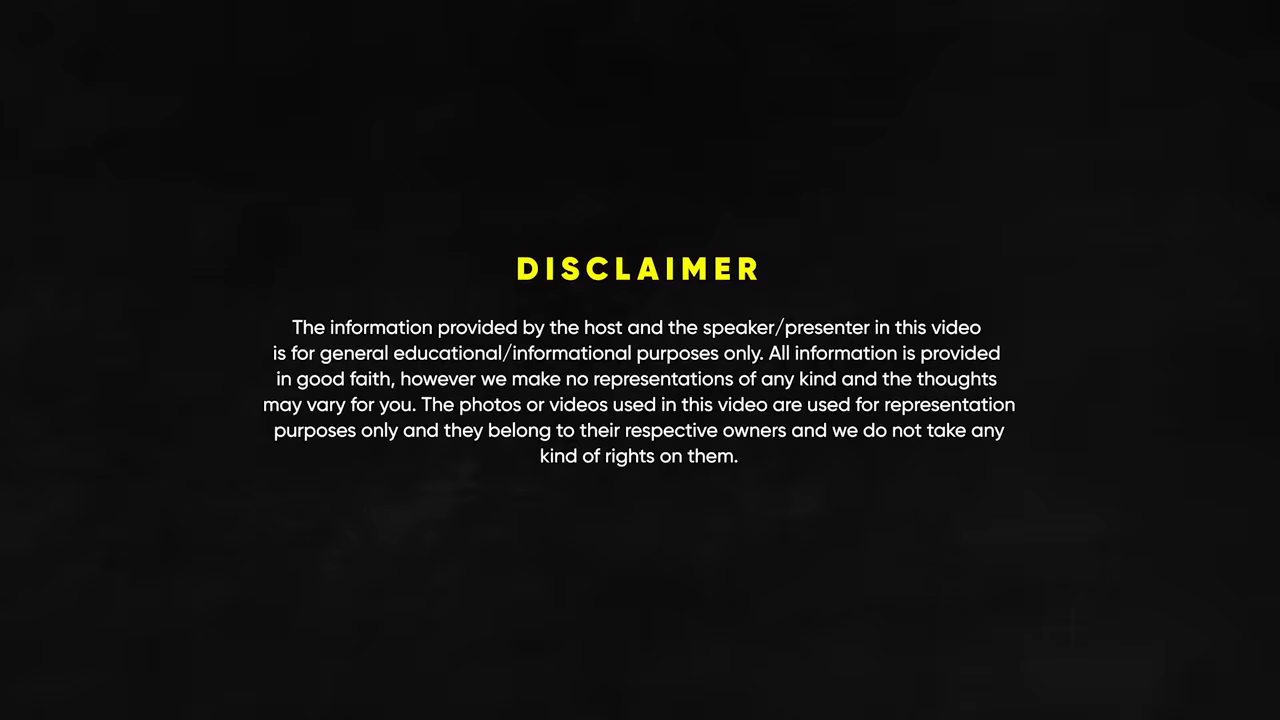 DISCLAIMER
The information provided by the host and the speaker/presenter in this video
is for general educational/informational purposes only. All information is provided
in good faith, however we make no representations of any kind and the thoughts
may vary for you. The photos or videos used in this video are used for representation
purposes only and they belong to their respective owners and we do not take any
kind of rights on them.